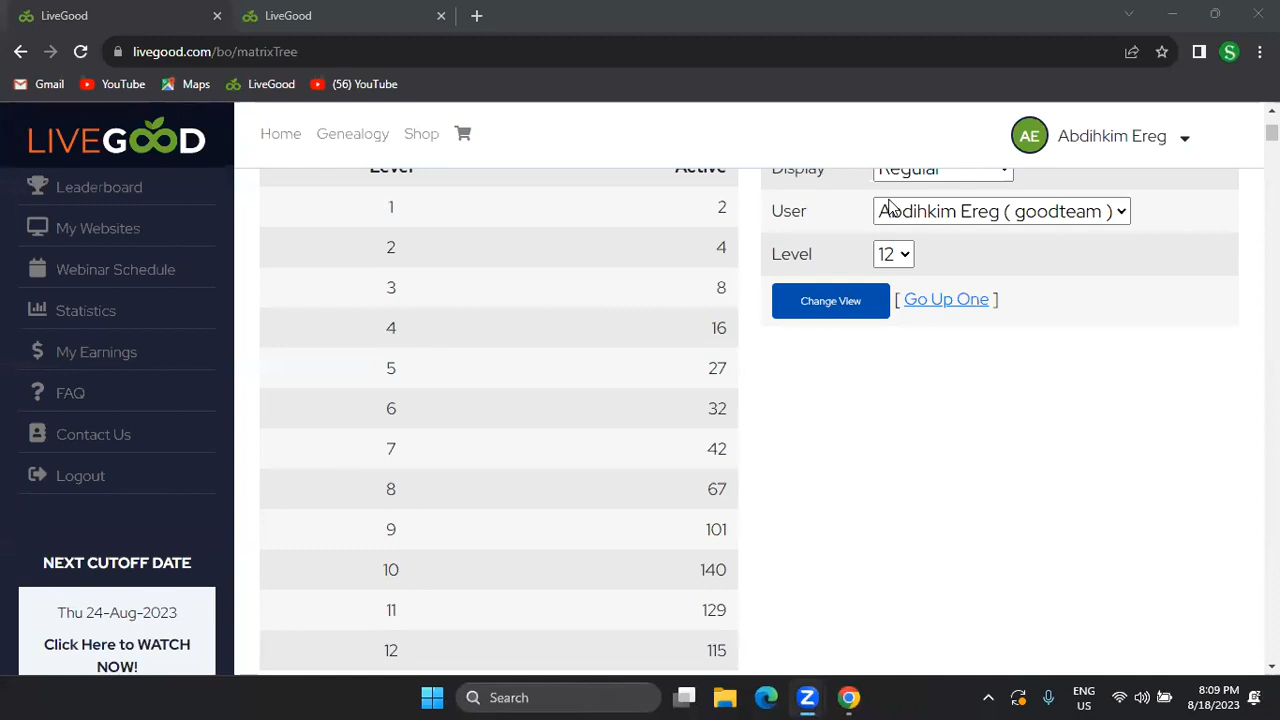 LiveGood
LiveGood
livegood.com/bo/matrixTree
Gmail
YouTube
Maps
LiveGood
(56) YouTube
LIVEGOOD
Home
Genealogy
Shop
AE
Abdihkim Ereg
Leaderboard
My Websites
Webinar Schedule
Statistics
My Earnings
FAQ
Contact Us
Logout
NEXT CUTOFF DATE
Thu 24-Aug-2023
Click Here to WATCH
NOW!
Level Active
1 2
2 4
3 8
4 16
5 27
6 32
7 42
8 67
9 101
10 140
11 129
12 115
Display Regular
User Abdihkim Ereg ( goodteam )
Level 12
Change View [ Go Up One ]
Search
ENG
US
8:09 PM
8/18/2023
S